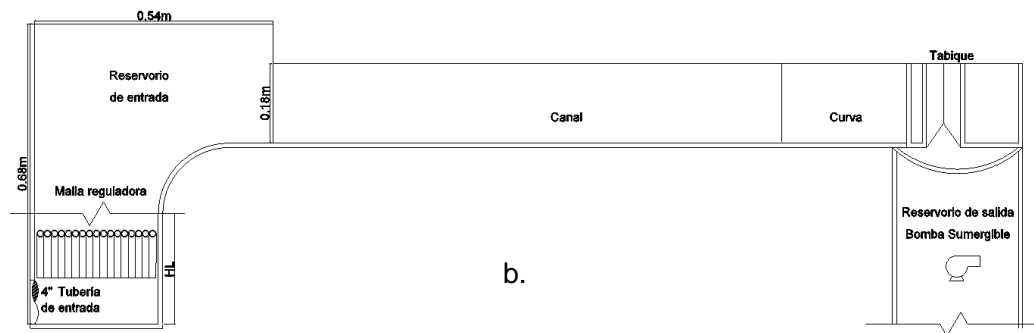 0.54m
Tabique
Reservorio
de entrada
0.18m
Canal
Curva
0.68m
Malla reguladora
Reservorio de salida
Bomba Sumergible
HL
b.
4" Tubería
de entrada